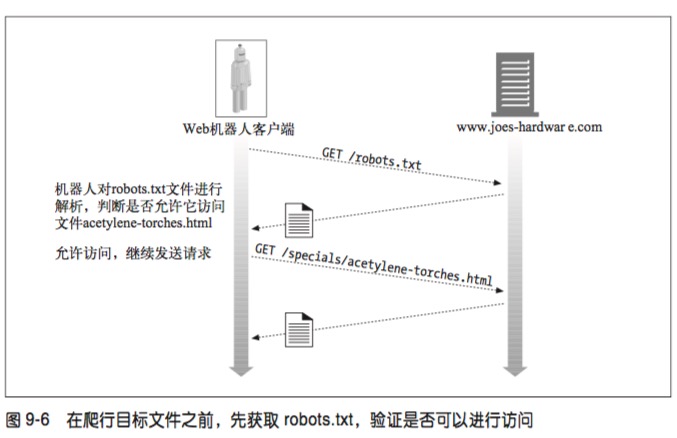 Web机器人客户端
www.joes-hardwar e.com
GET /robots.txt
机器人对robots.txt文件进行
解析，判断是否允许它访问
文件acetylene-torches.html
允许访问，继续发送请求
GET /specials/acetylene-torches.html
图 9-6 在爬行目标文件之前，先获取 robots.txt，验证是否可以进行访问